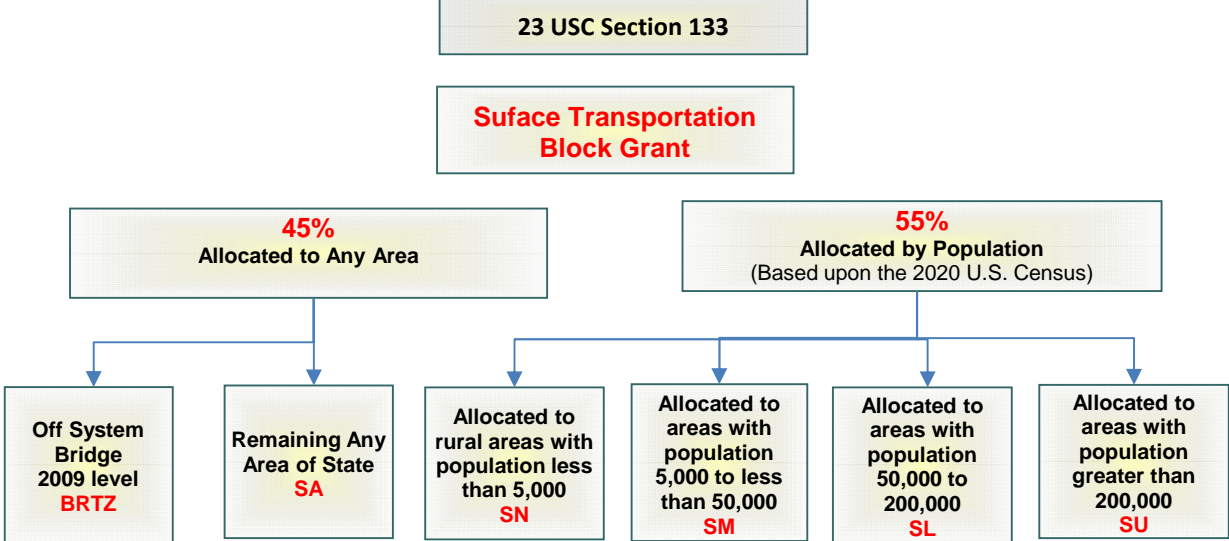 23 USC Section 133
Suface Transportation
Block Grant
45%
Allocated to Any Area
55%
Allocated by Population
(Based upon the 2020 U.S. Census)
Off System
Bridge
2009 level
BRTZ
Remaining Any
Area of State
SA
Allocated to
rural areas with
population less
than 5,000
SN
Allocated to
areas with
population
5,000 to less
than 50,000
SM
Allocated to
areas with
population
50,000 to
200,000
SL
Allocated to
areas with
population
greater than
200,000
SU